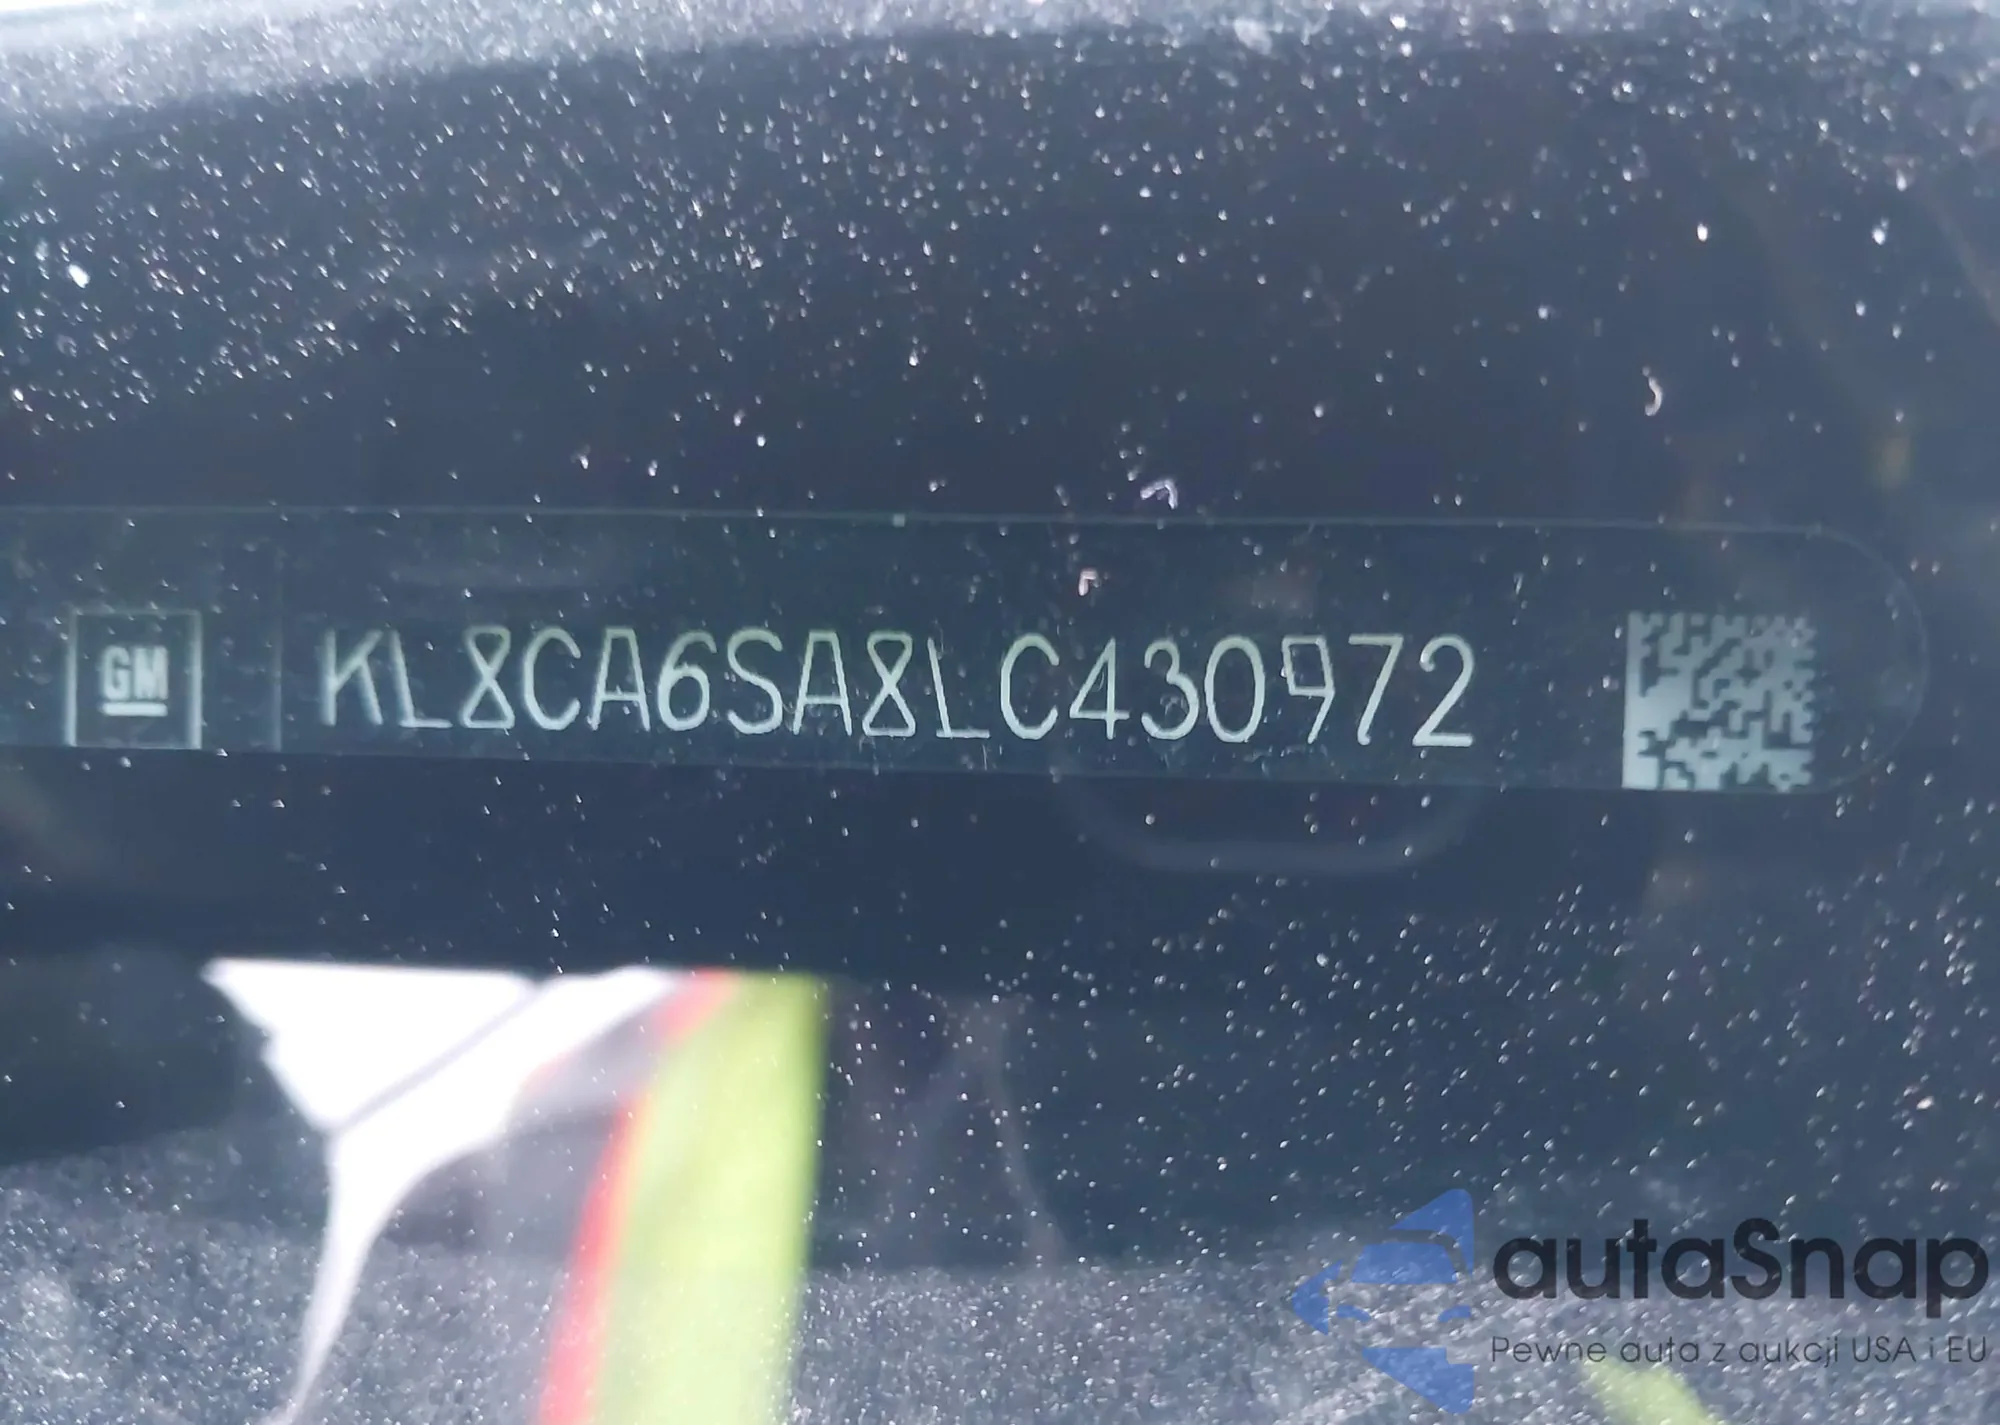 GM KL8CA6SA8LC430972
autaSnap
Pewne auta z aukcji USA i EU